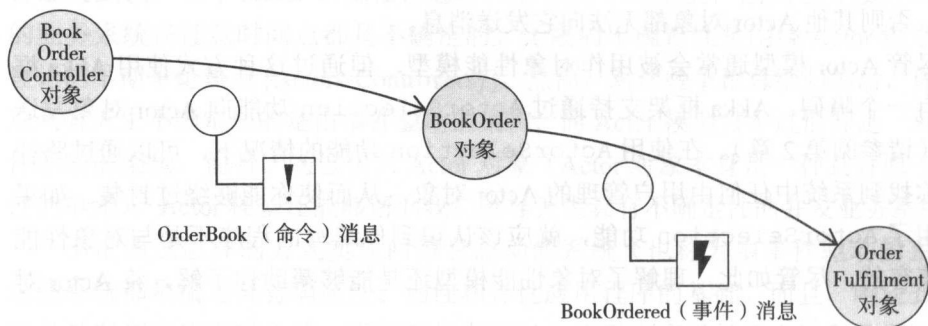 Book
Order
Controller
对象
BookOrder
对象
OrderBook（命令）消息
Order
Fulfillment
对象
BookOrdered（事件）消息